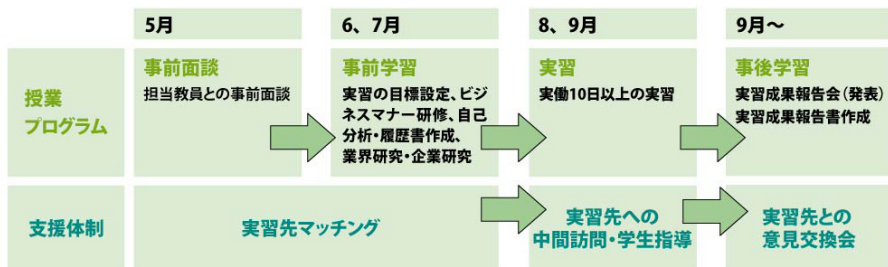 5月
6、7月
8、9月
9月〜
授業
プログラム
事前面談
担当教員との事前面談
事前学習
実習の目標設定、ビジ
ネスマナー研修、自己
分析・履歴書作成、
業界研究・企業研究
実習
実働10日以上の実習
事後学習
実習成果報告会（発表）
実習成果報告書作成
支援体制
実習先マッチング
実習先への
中間訪問・学生指導
実習先との
意見交換会